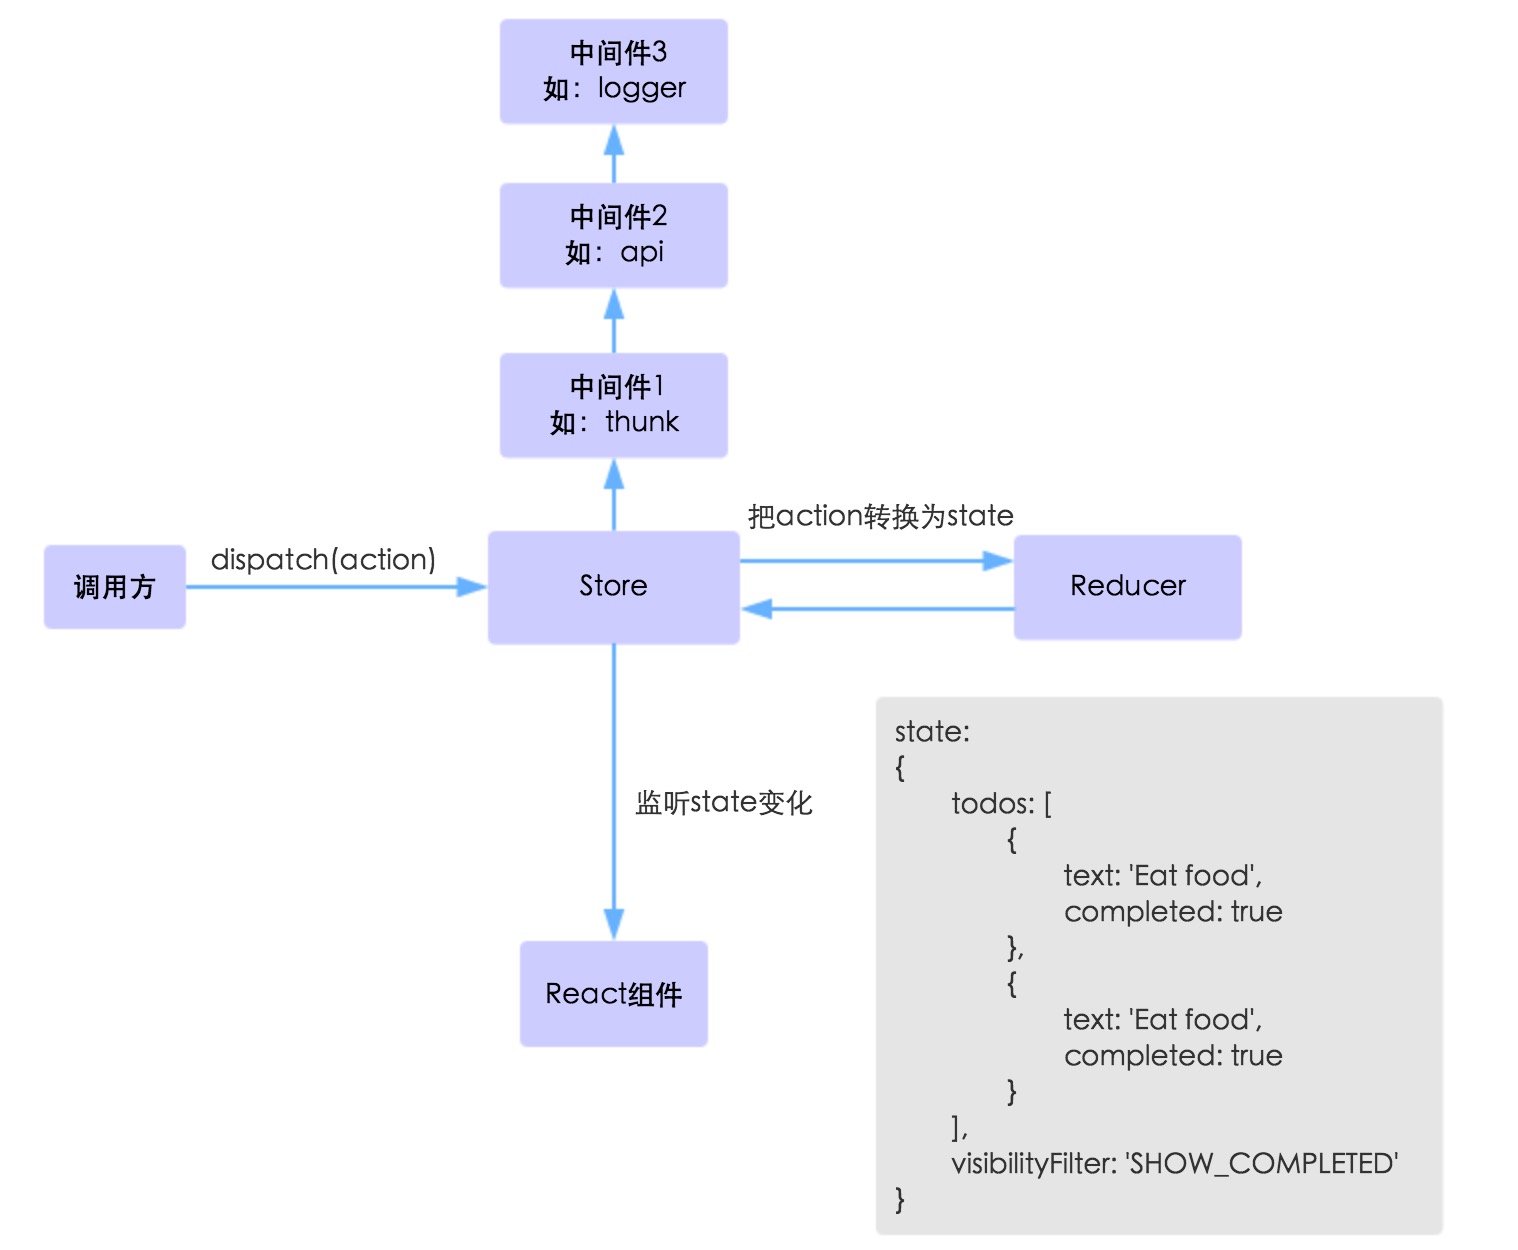 中间件3
如：logger
中间件2
如：api
中间件1
如：thunk
把action转换为state
dispatch(action)
调用方
Store
Reducer
监听state变化
React组件
state:
{
todos: [
{
text: 'Eat food',
completed: true
},
{
text: 'Eat food',
completed: true
}
],
visibilityFilter: 'SHOW_COMPLETED'
}